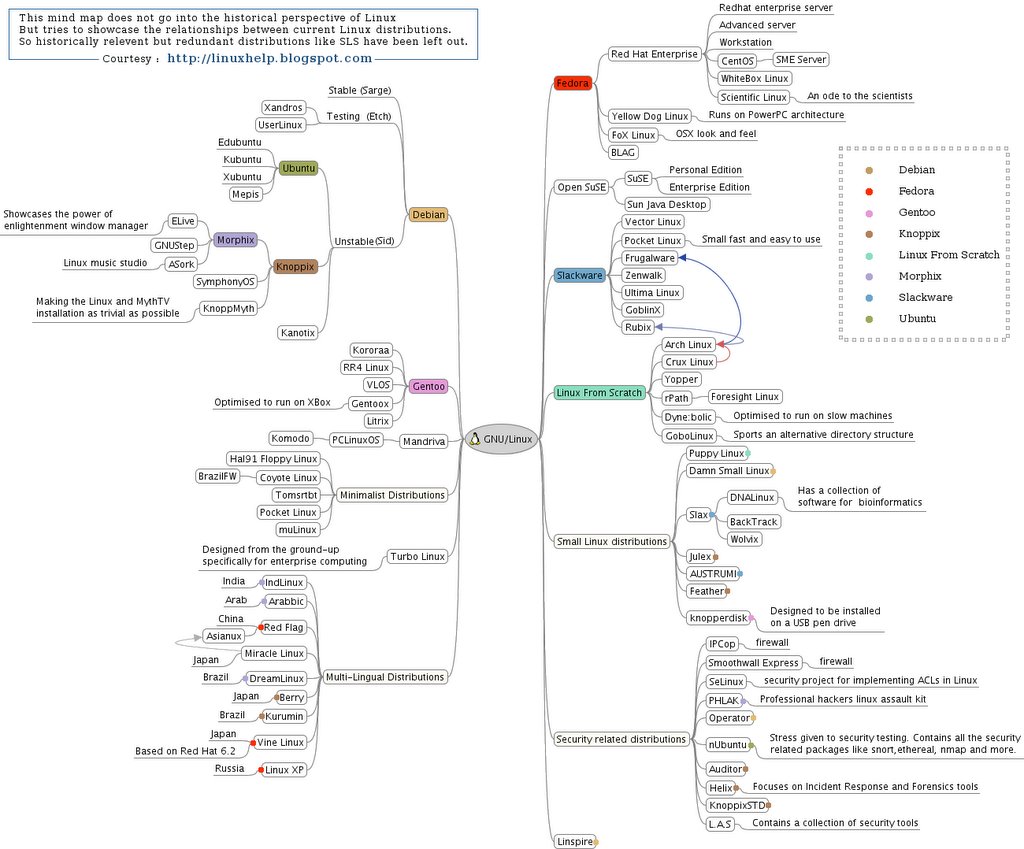 This mind map does not go into the historical perspective of Linux
But tries to showcase the relationships between current Linux distributions.
So historically relevent but redundant distributions like SLS have been left out.
Courtesy : http://linuxhelp.blogspot.com
Stable (Sarge)
Xandros
UserLinux
Testing (Etch)
Edubuntu
Kubuntu
Xubuntu
Mepis
Ubuntu
Debian
Showcases the power of
enlightenment window manager
ELive
GNUStep
Linux music studio
ASork
Morphix
Unstable(Sid)
Knoppix
SymphonyOS
Making the Linux and MythTV
installation as trivial as possible
KnoppMyth
Kanotix
Kororaa
RR4 Linux
VLOS
Gentoo
Optimised to run on XBox
Gentoox
Litrix
Komodo
PCLinuxOS
Mandriva
GNU/Linux
Hal91 Floppy Linux
BrazilFW
Coyote Linux
Tomsrtbt
Minimalist Distributions
Pocket Linux
muLinux
Designed from the ground-up
specifically for enterprise computing
Turbo Linux
India
IndLinux
Arab
Arabbic
China
Asianux
Red Flag
Japan
Miracle Linux
Brazil
DreamLinux
Multi-Lingual Distributions
Japan
Berry
Brazil
Kurumin
Japan
Based on Red Hat 6.2
Vine Linux
Russia
Linux XP
Fedora
Red Hat Enterprise
Redhat enterprise server
Advanced server
Workstation
CentOS
SME Server
WhiteBox Linux
Scientific Linux
An ode to the scientists
Yellow Dog Linux
Runs on PowerPC architecture
FoX Linux
OSX look and feel
BLAG
Open SuSE
SuSE
Personal Edition
Enterprise Edition
Sun Java Desktop
Slackware
Vector Linux
Pocket Linux
Small fast and easy to use
Frugalware
Zenwalk
Ultima Linux
GoblinX
Rubix
Linux From Scratch
Arch Linux
Crux Linux
Yopper
rPath
Foresight Linux
Dyne:bolic
Optimised to run on slow machines
GoboLinux
Sports an alternative directory structure
Small Linux distributions
Puppy Linux
Damn Small Linux
Slax
DNALinux
Has a collection of
software for bioinformatics
BackTrack
Wolvix
Julex
AUSTRUMI
Feather
knopperdisk
Designed to be installed
on a USB pen drive
Security related distributions
IPCop
firewall
Smoothwall Express
firewall
SeLinux
security project for implementing ACLs in Linux
PHLAK
Professional hackers linux assault kit
Operator
nUbuntu
Stress given to security testing. Contains all the security
related packages like snort,ethereal, nmap and more.
Auditor
Helix
Focuses on Incident Response and Forensics tools
KnoppixSTD
L.A.S
Contains a collection of security tools
Linspire
Debian
Fedora
Gentoo
Knoppix
Linux From Scratch
Morphix
Slackware
Ubuntu